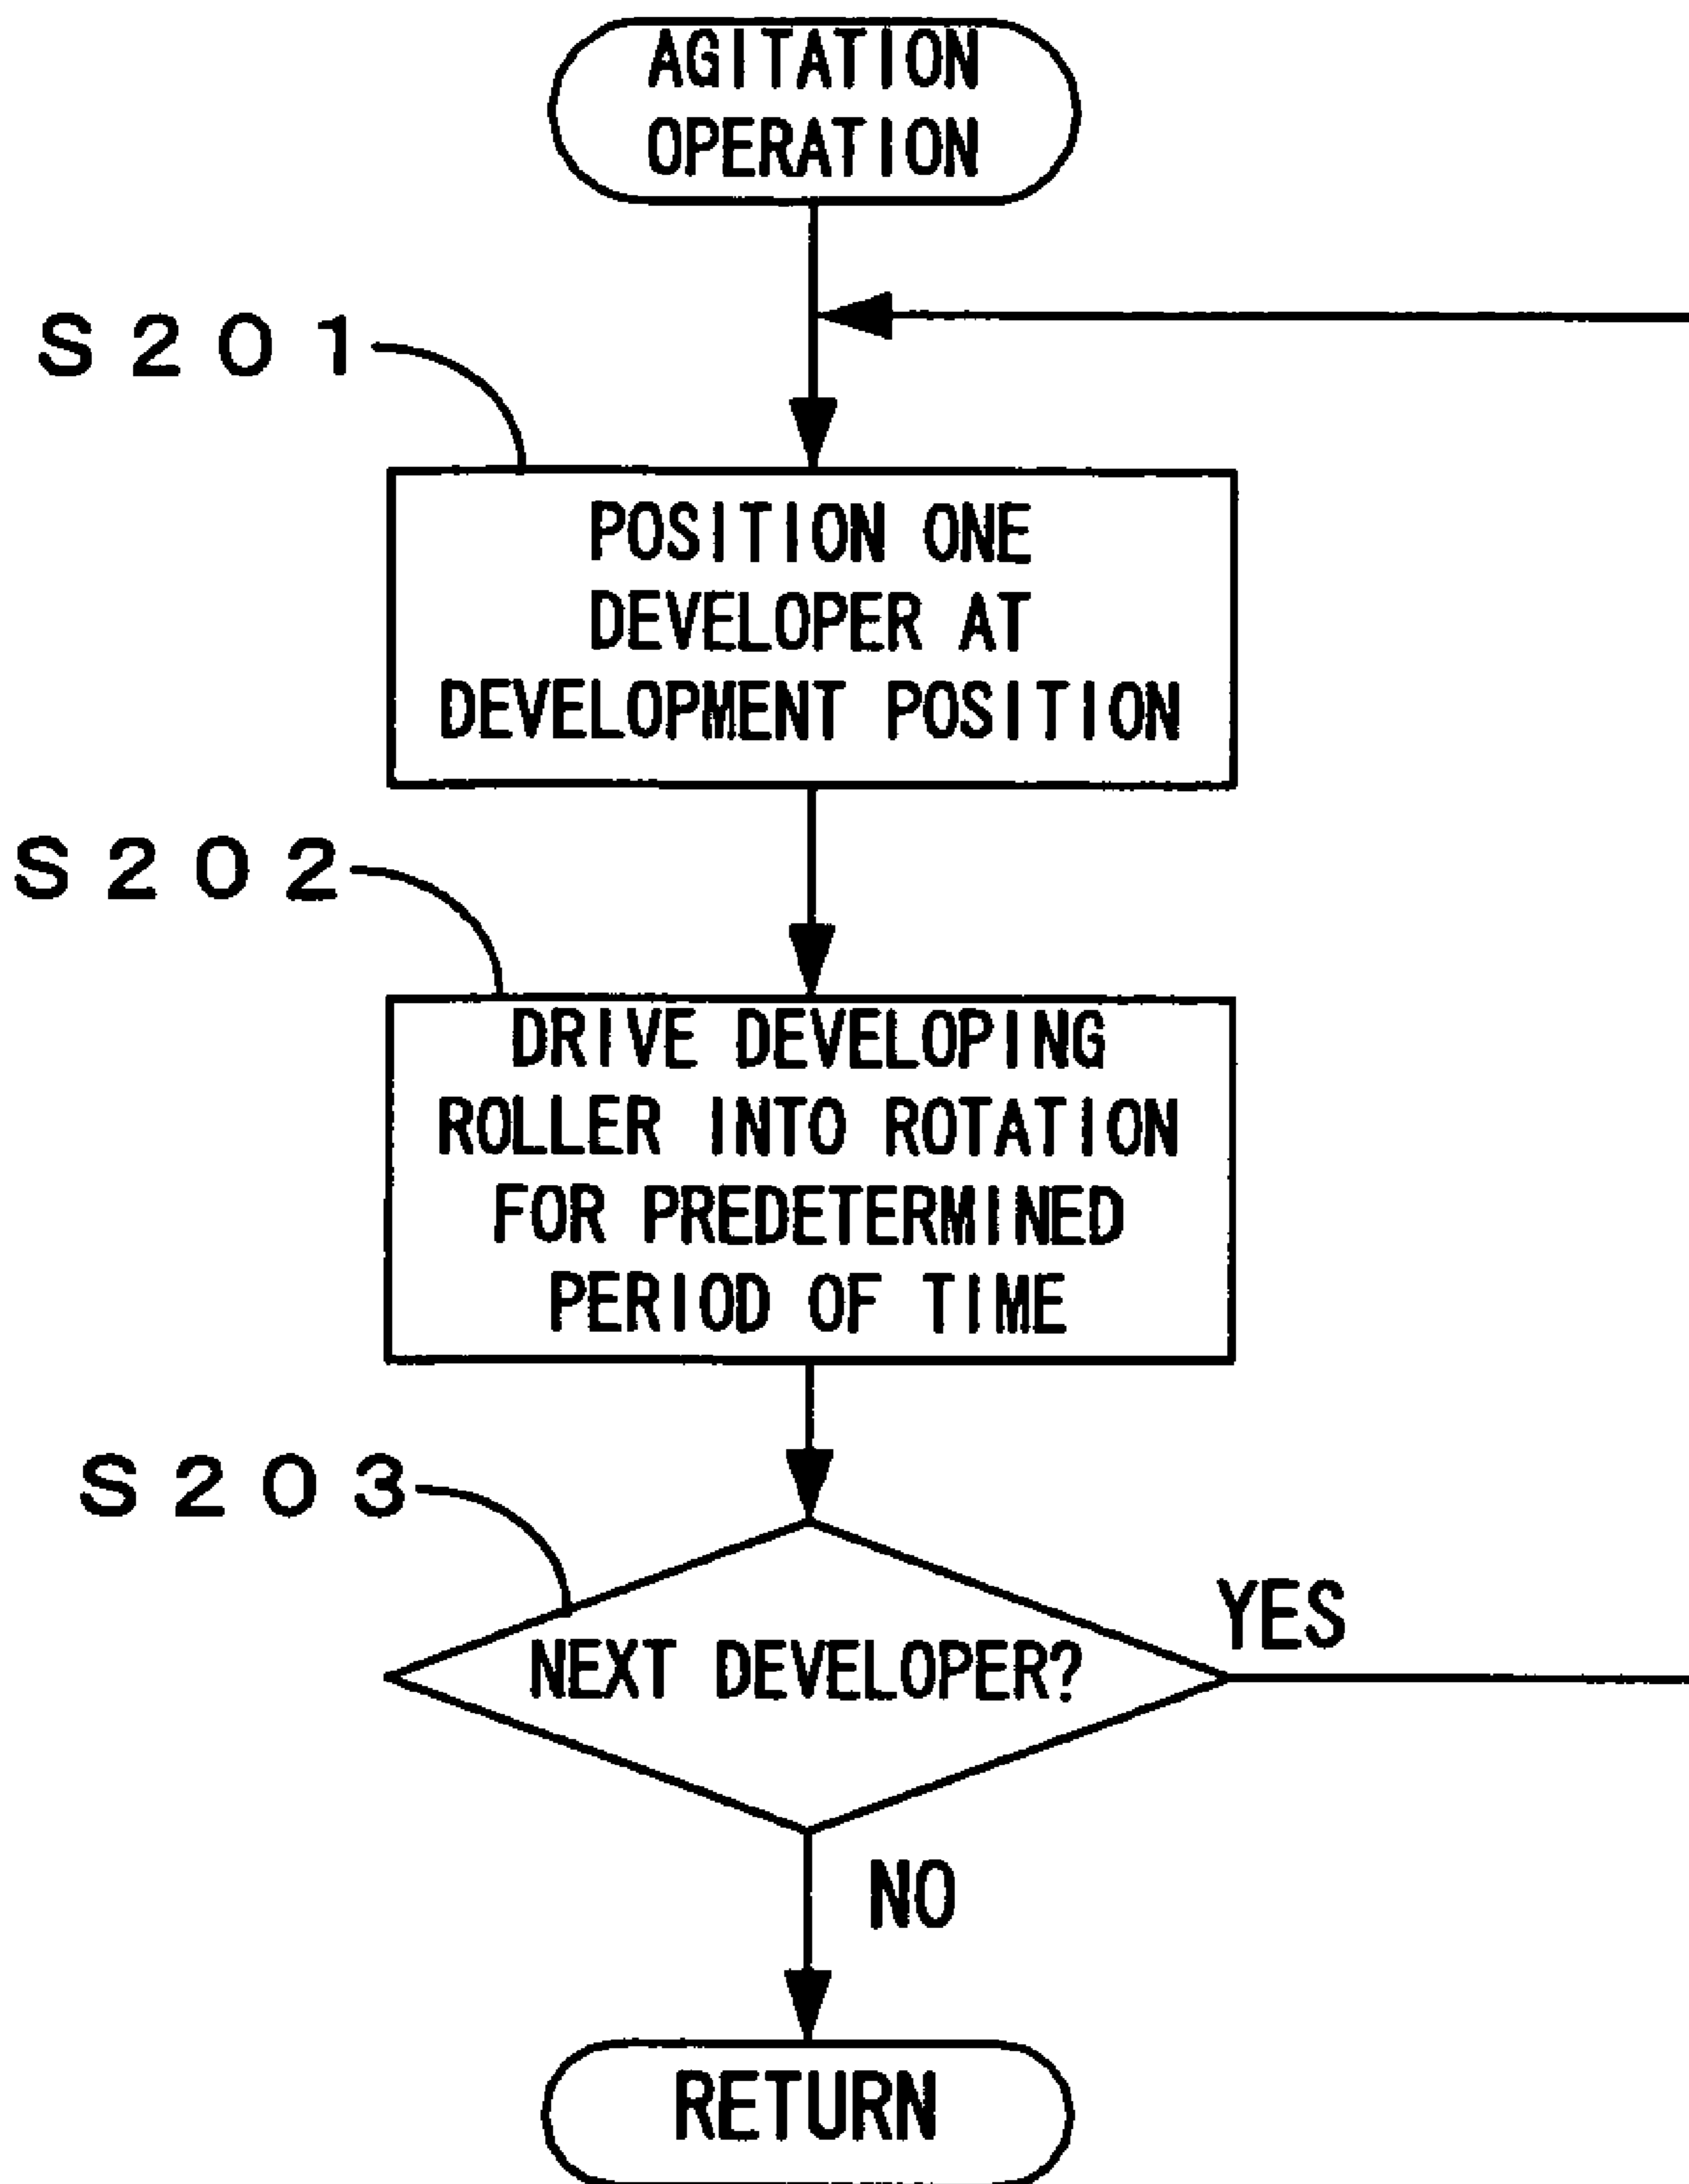 AGITATION
OPERATION
S201
POSITION ONE
DEVELOPER AT
DEVELOPMENT POSITION
S202
DRIVE DEVELOPING
ROLLER INTO ROTATION
FOR PREDETERMINED
PERIOD OF TIME
S203
NEXT DEVELOPER?
YES
NO
RETURN